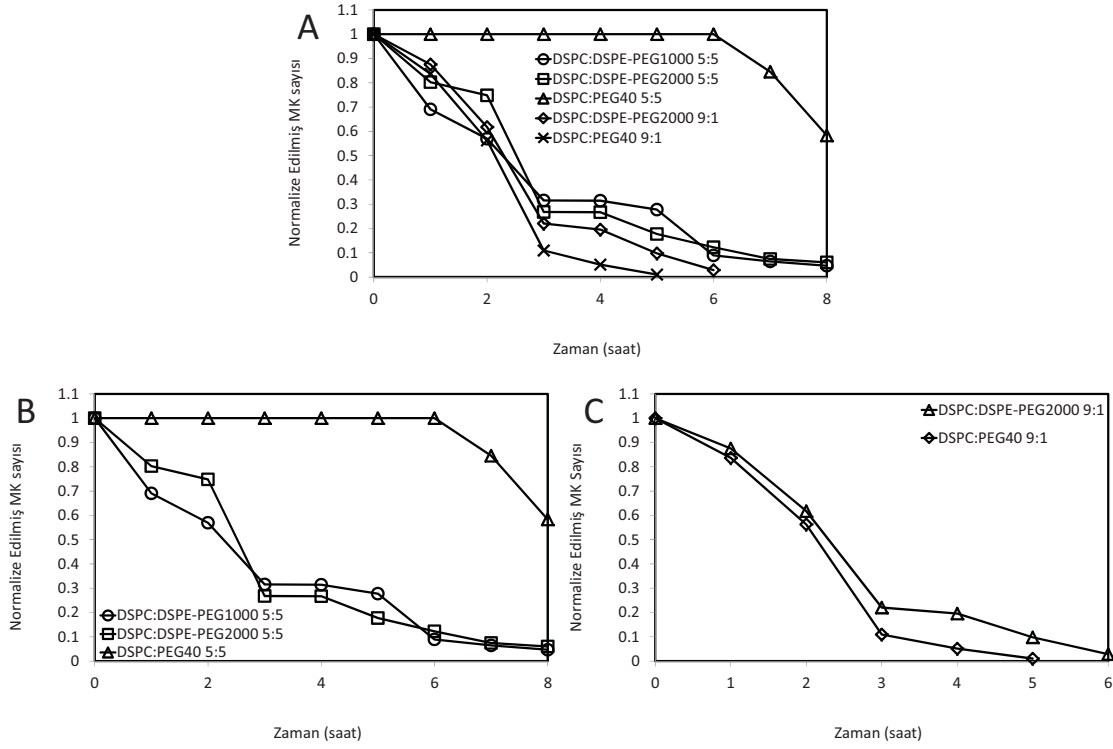 A
Normalize Edilmiş MK sayısı
1.1
1
0.9
0.8
0.7
0.6
0.5
0.4
0.3
0.2
0.1
0
DSPC:DSPE-PEG1000 5:5
DSPC:DSPE-PEG2000 5:5
DSPC:PEG40 5:5
DSPC:DSPE-PEG2000 9:1
DSPC:PEG40 9:1
0 2 4 6 8
Zaman (saat)
B
Normalize Edilmiş MK sayısı
1.1
1
0.9
0.8
0.7
0.6
0.5
0.4
0.3
0.2
0.1
0
DSPC:DSPE-PEG1000 5:5
DSPC:DSPE-PEG2000 5:5
DSPC:PEG40 5:5
0 2 4 6 8
Zaman (saat)
C
Normalize Edilmiş MK Sayısı
1.1
1
0.9
0.8
0.7
0.6
0.5
0.4
0.3
0.2
0.1
0
DSPC:DSPE-PEG2000 9:1
DSPC:PEG40 9:1
0 1 2 3 4 5 6
Zaman (saat)